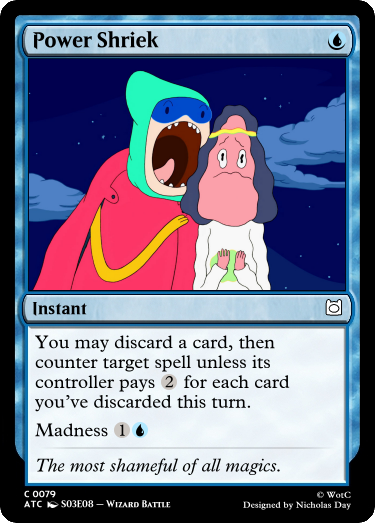 Power Shriek
Instant
You may discard a card, then
counter target spell unless its
controller pays 2 for each card
you've discarded this turn.
Madness 1
The most shameful of all magics.
C 0079
ATC S03E08 — Wizard Battle
© WotC
Designed by Nicholas Day